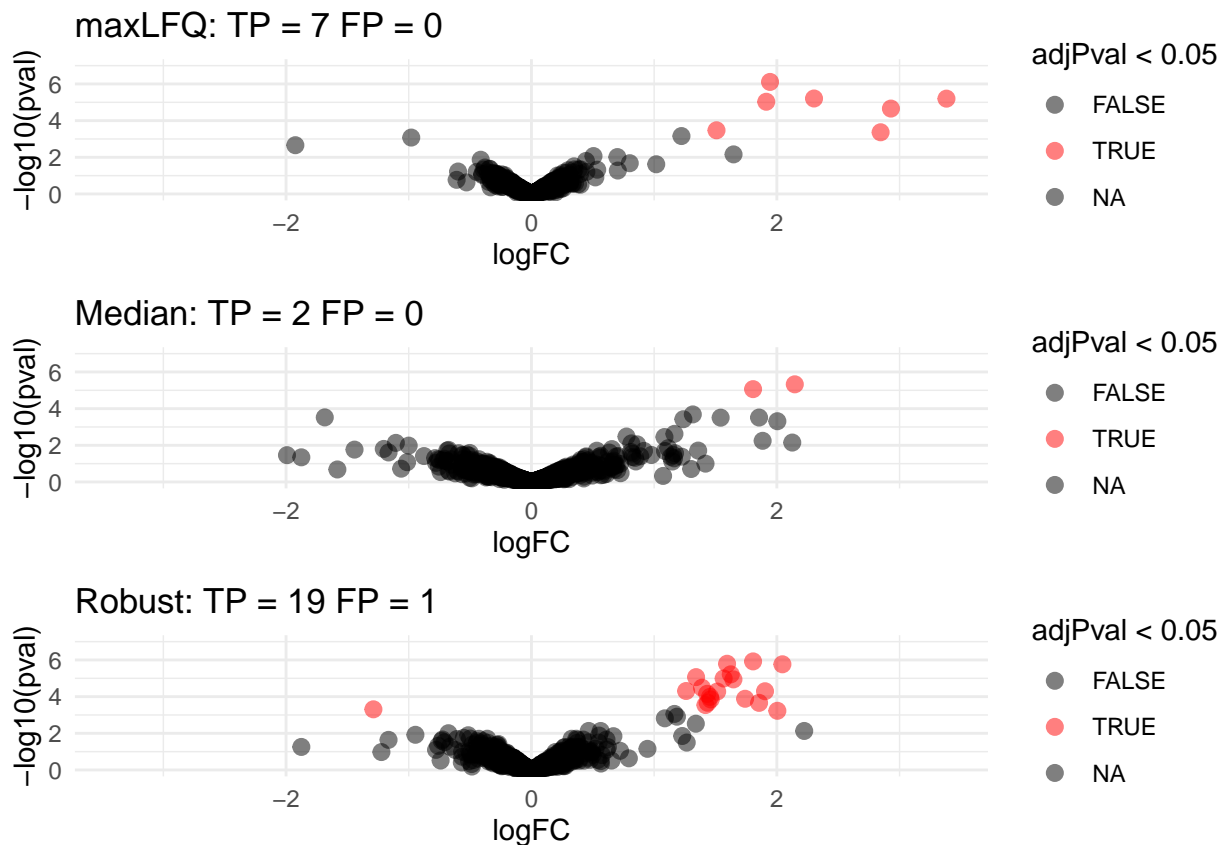 maxLFQ: TP = 7 FP = 0
−log10(pval)
6
4
2
0
−2 0 2
logFC
adjPval < 0.05
FALSE
TRUE
NA
Median: TP = 2 FP = 0
−log10(pval)
6
4
2
0
−2 0 2
logFC
adjPval < 0.05
FALSE
TRUE
NA
Robust: TP = 19 FP = 1
−log10(pval)
6
4
2
0
−2 0 2
logFC
adjPval < 0.05
FALSE
TRUE
NA